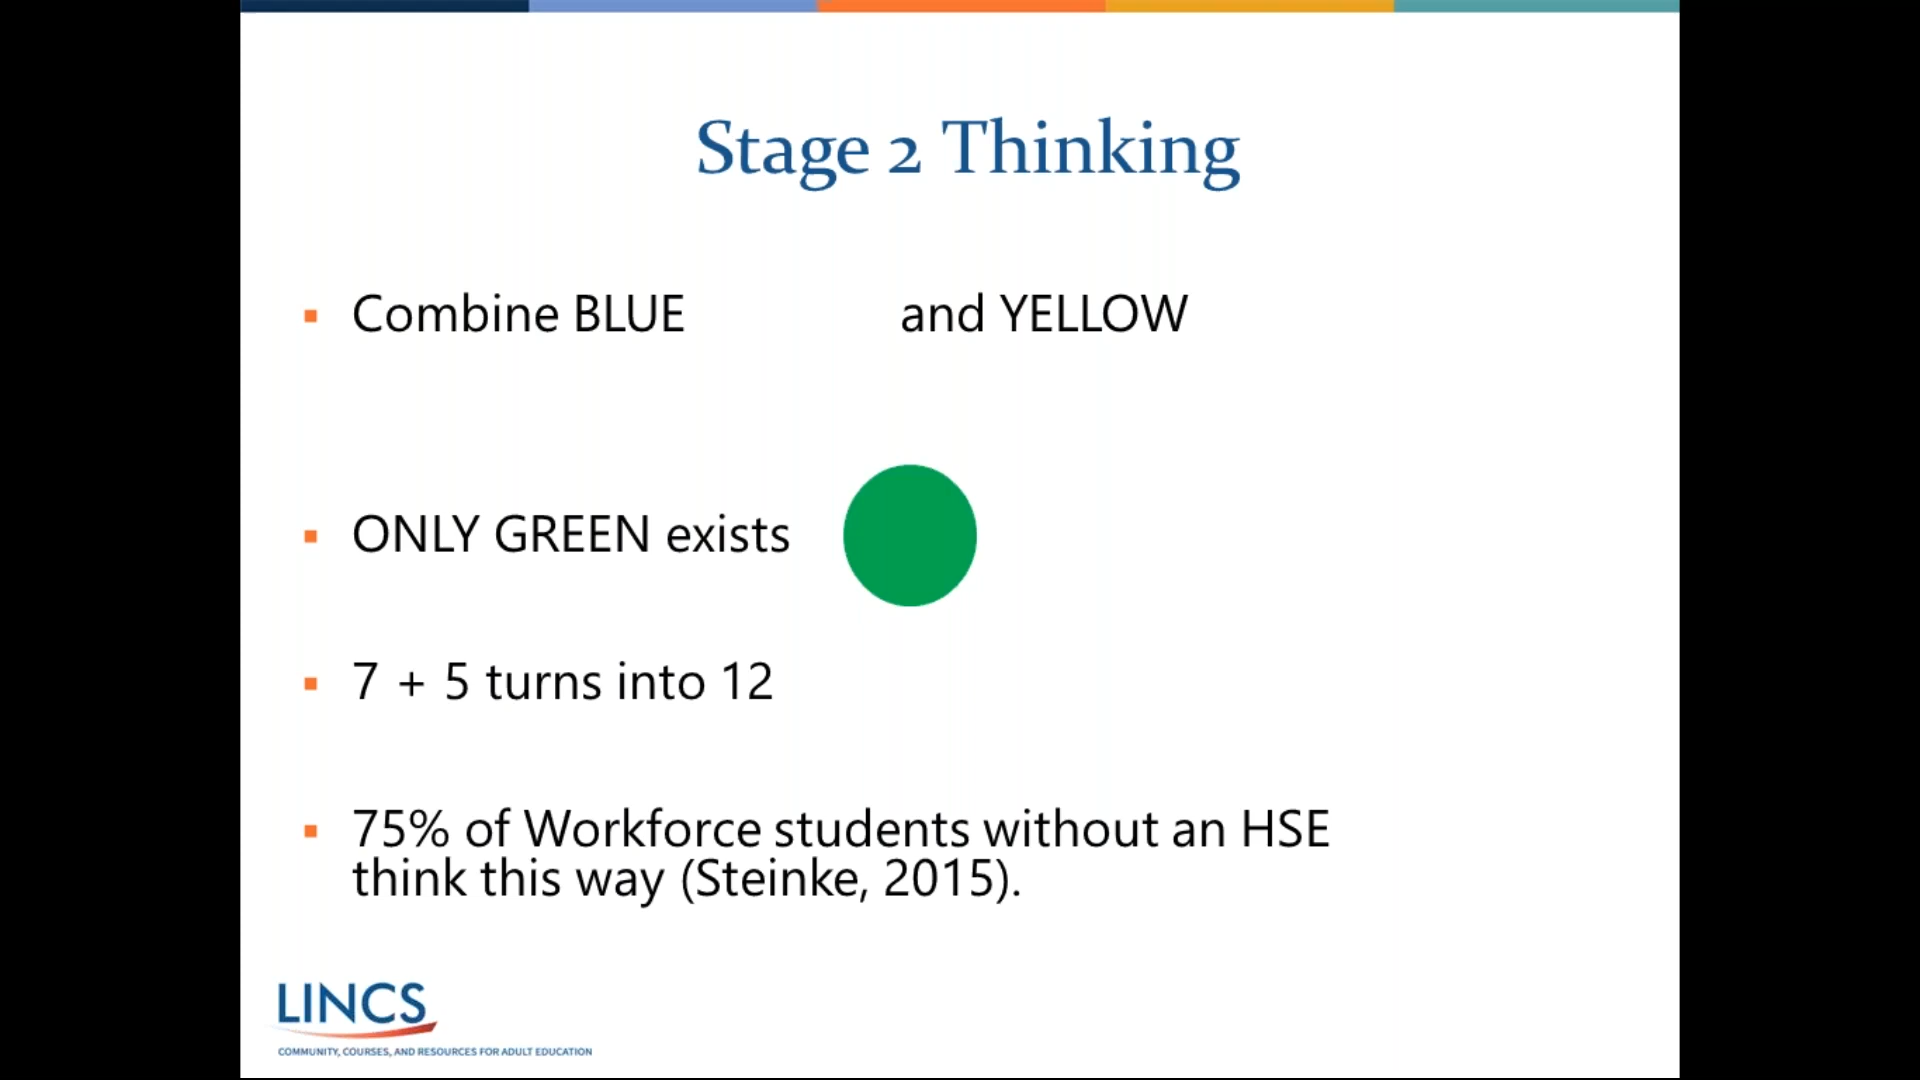 Stage 2 Thinking
Combine BLUE and YELLOW
ONLY GREEN exists
7 + 5 turns into 12
75% of Workforce students without an HSE
think this way (Steinke, 2015).
LINCS
COMMUNITY, COURSES, AND RESOURCES FOR ADULT EDUCATION